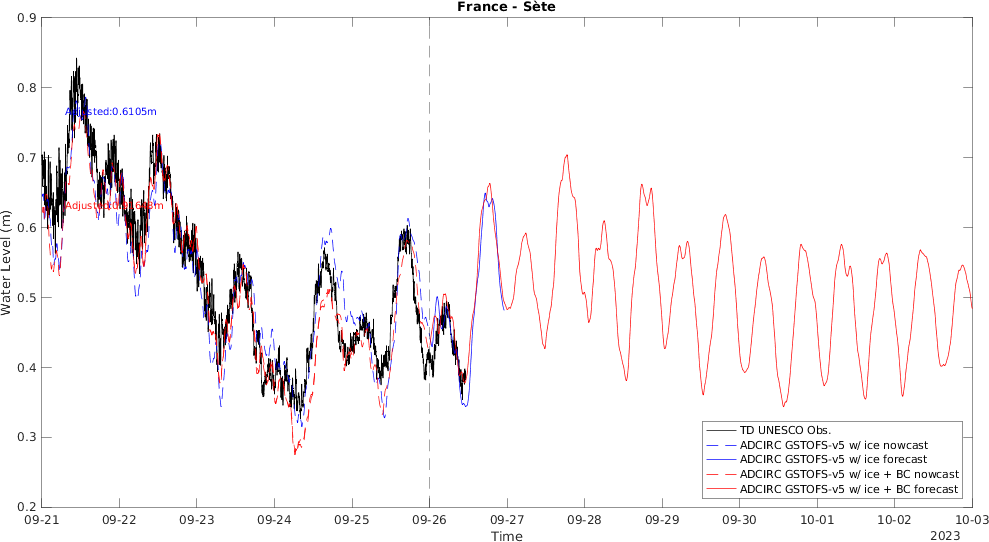 France - Sète
Water Level (m)
0.9
0.8
0.7
0.6
0.5
0.4
0.3
0.2
Adjusted:0.6105m
TD UNESCO Obs.
ADCIRC GSTOFS-v5 w/ ice nowcast
ADCIRC GSTOFS-v5 w/ ice forecast
ADCIRC GSTOFS-v5 w/ ice + BC nowcast
ADCIRC GSTOFS-v5 w/ ice + BC forecast
09-21 09-22 09-23 09-24 09-25 09-26 09-27 09-28 09-29 09-30 10-01 10-02 10-03
Time
2023